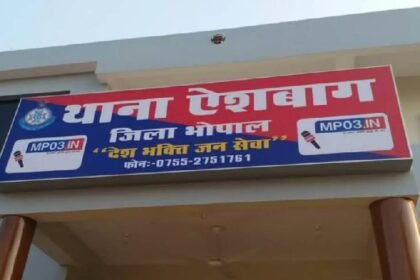 थाना ऐशबाग
जिला भोपाल
"देश भक्ति जन सेवा"
फोन:-0755-2751761
MP03.IN
MP03.IN